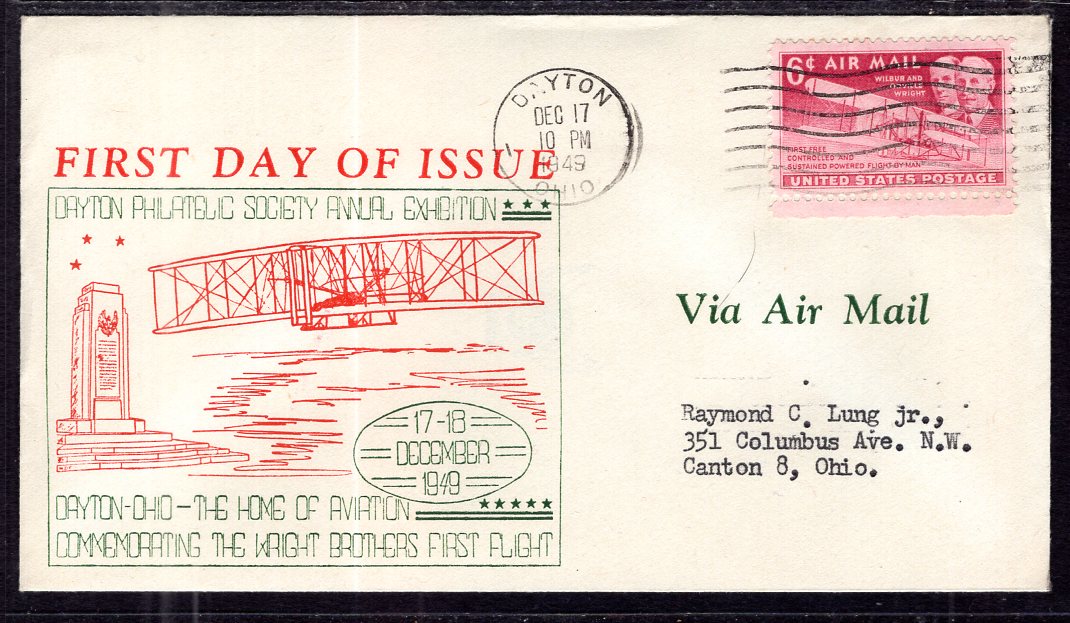 FIRST DAY OF ISSUE
DAYTON PHILATELIC SOCIETY ANNUAL EXHIBITION
17-18
DECEMBER
1949
DAYTON-OHIO-THE HOME OF AVIATION
COMMEMORATING THE WRIGHT BROTHERS FIRST FLIGHT
DAYTON
DEC 17
10 PM
1949
OHIO
6¢ AIR MAIL
WILBUR AND
ORVILLE
WRIGHT
FIRST FREE
CONTROLLED AND
SUSTAINED POWERED FLIGHT BY MAN
UNITED STATES POSTAGE
Via Air Mail
Raymond C. Lung jr.,
351 Columbus Ave. N.W.
Canton 8, Ohio.